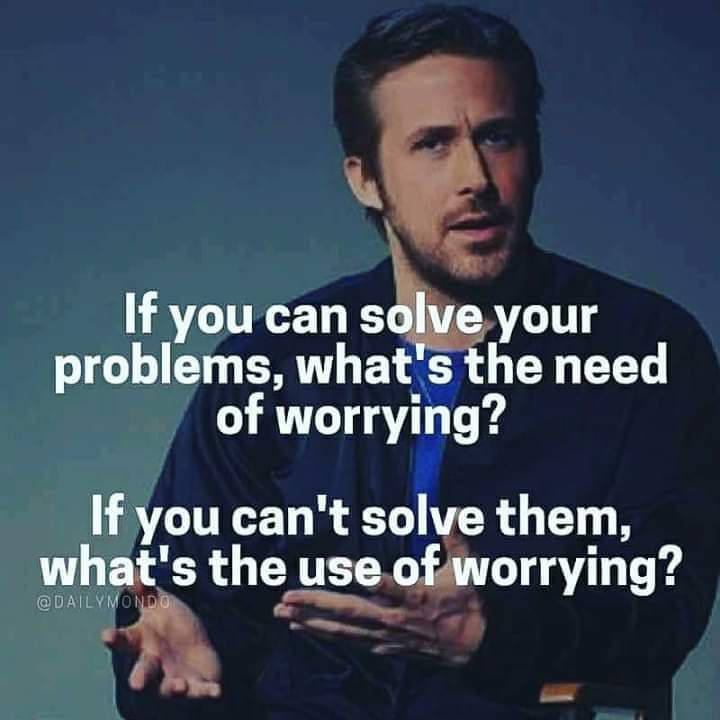 If you can solve your
problems, what's the need
of worrying?
If you can't solve them,
what's the use of worrying?
@DAILYMONDO